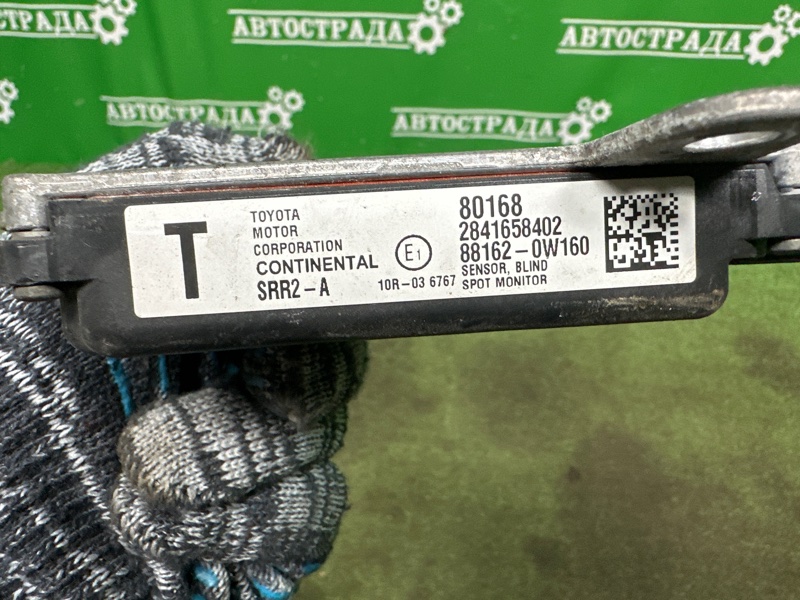 АВТОСТРАДА
АВТОСТРАДА
АВТОСТРАДА
АВТОСТРАДА
T
TOYOTA
MOTOR
CORPORATION
CONTINENTAL
SRR2-A
E1
10R-03 6767
80168
2841658402
88162-0W160
SENSOR, BLIND
SPOT MONITOR